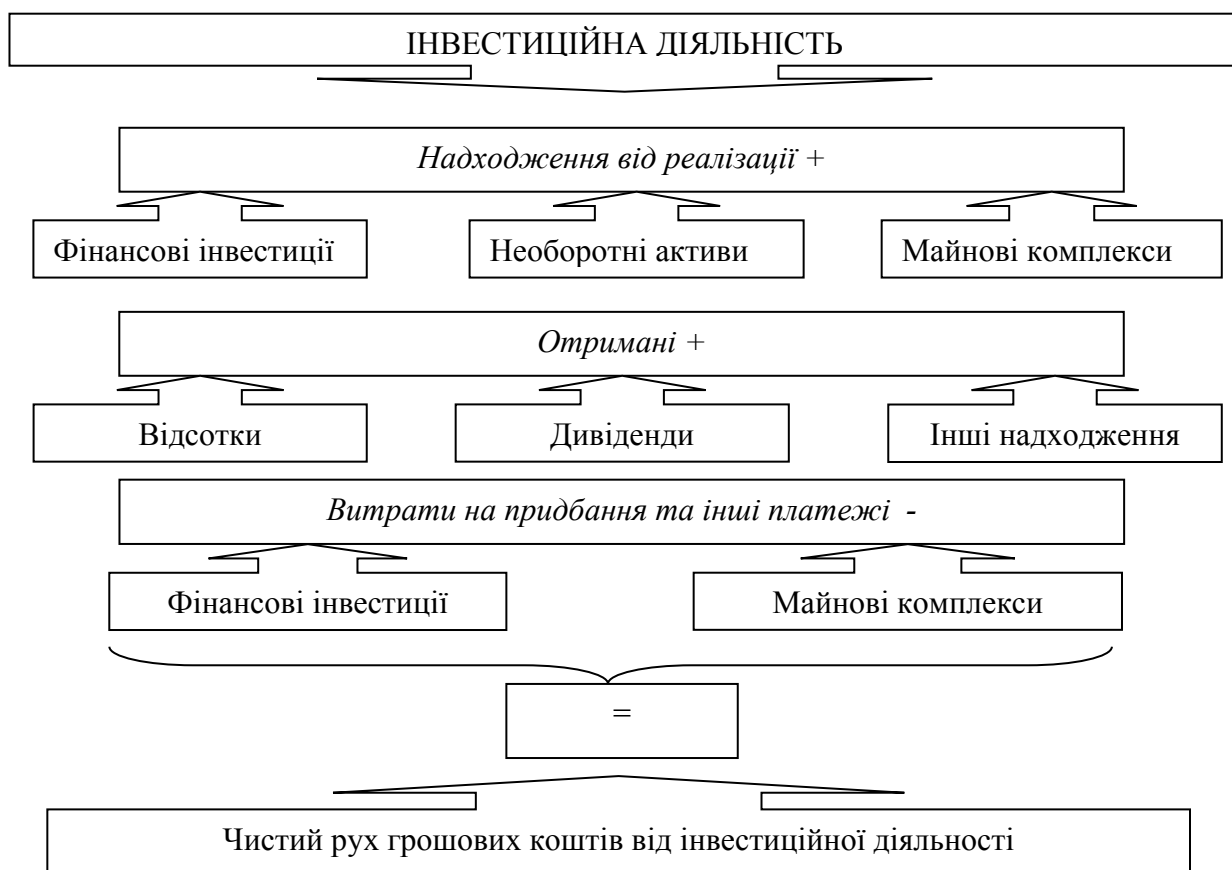 ІНВЕСТИЦІЙНА ДІЯЛЬНІСТЬ
Надходження від реалізації +
Фінансові інвестиції
Необоротні активи
Майнові комплекси
Отримані +
Відсотки
Дивіденди
Інші надходження
Витрати на придбання та інші платежі -
Фінансові інвестиції
Майнові комплекси
=
Чистий рух грошових коштів від інвестиційної діяльності